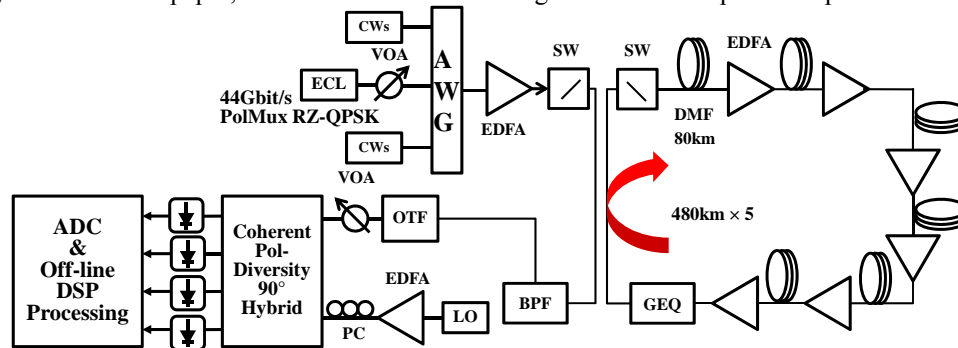 CWs
VOA
ECL
44Gbit/s
PolMux RZ-QPSK
CWs
VOA
A
W
G
EDFA
SW
SW
EDFA
DMF
80km
480km × 5
GEQ
BPF
OTF
EDFA
LO
PC
Coherent
Pol-
Diversity
90°
Hybrid
ADC
&
Off-line
DSP
Processing